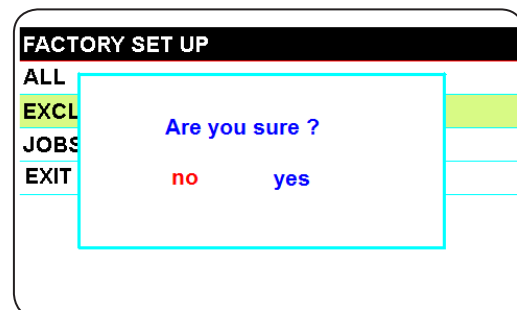 FACTORY SET UP
ALL
EXCL
JOBS
EXIT
Are you sure ?
no yes